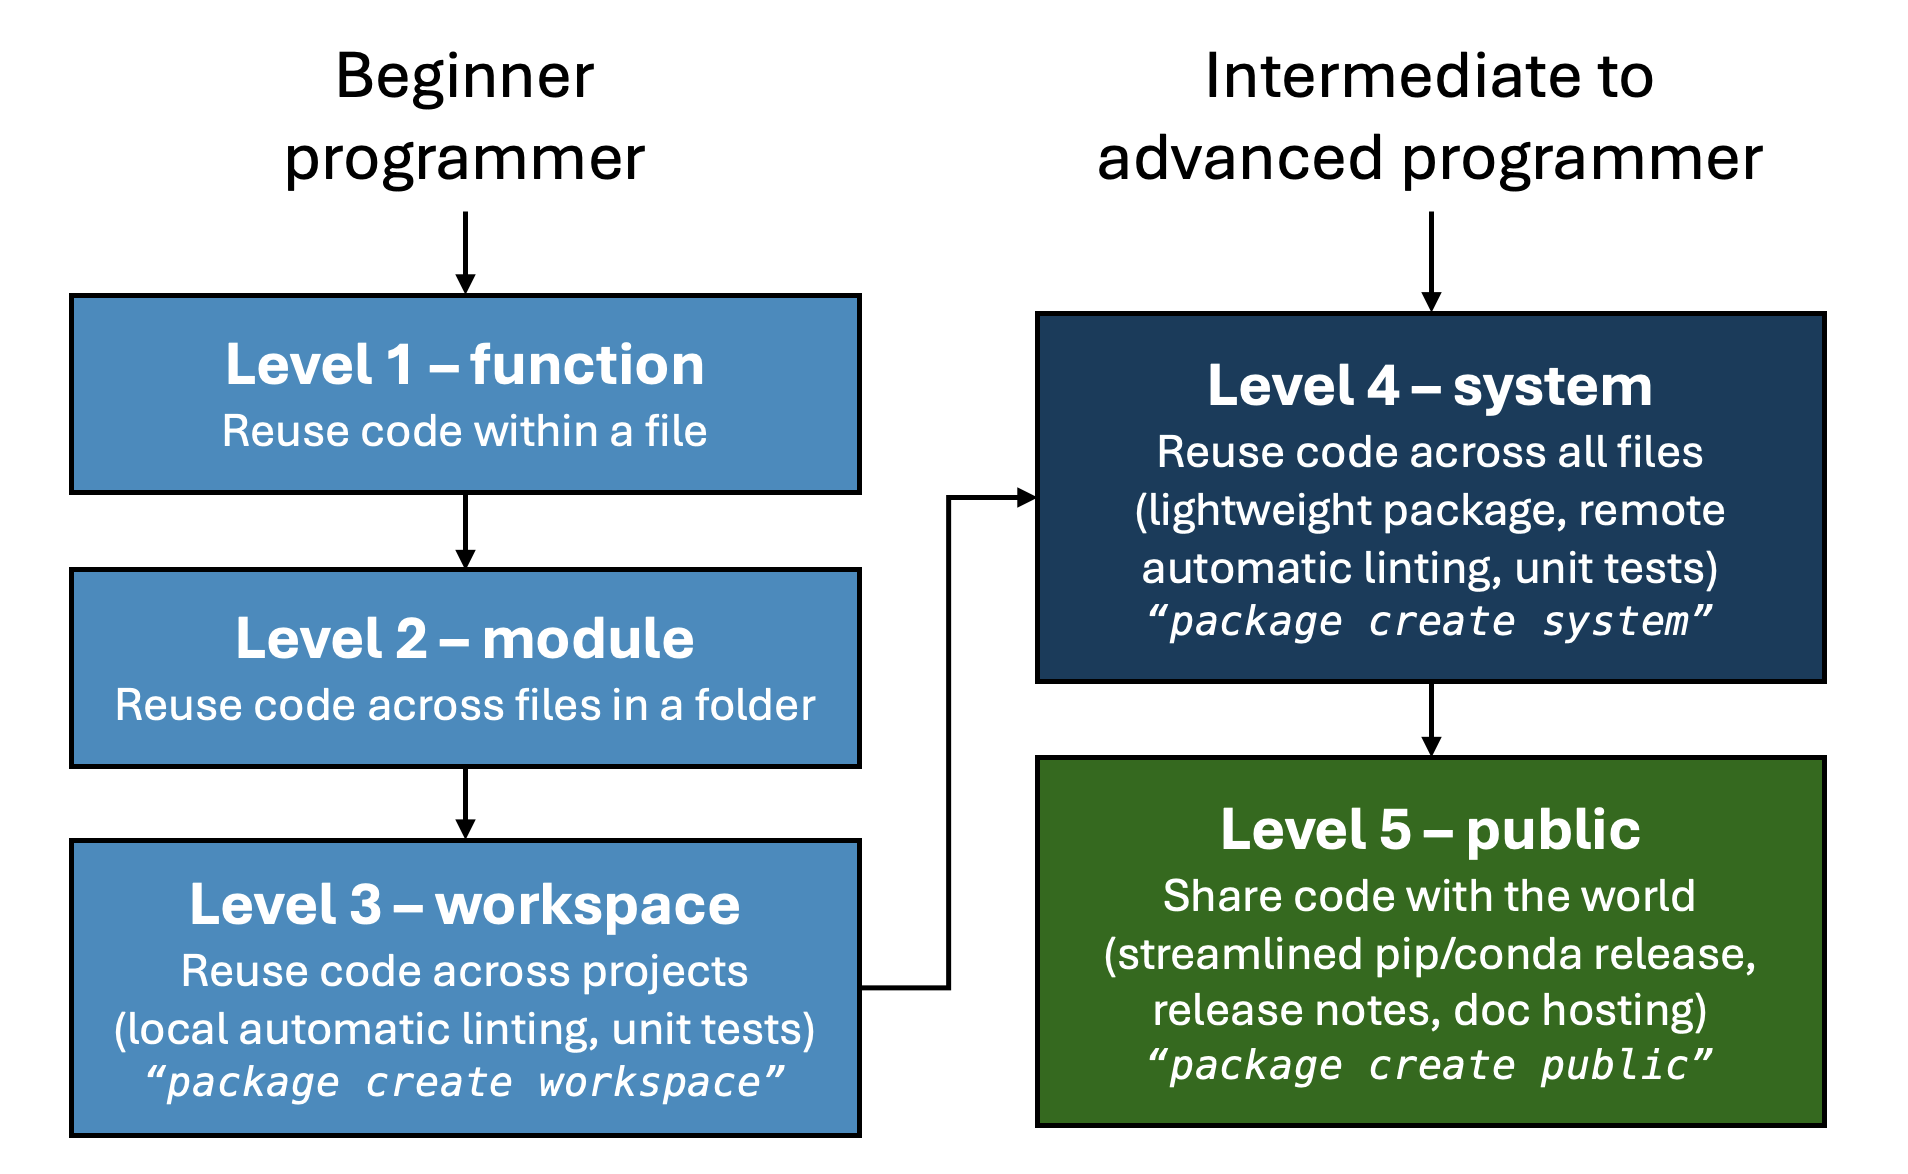 Beginner
programmer
Level 1 – function
Reuse code within a file
Level 2 – module
Reuse code across files in a folder
Level 3 – workspace
Reuse code across projects
(local automatic linting, unit tests)
“package create workspace”
Intermediate to
advanced programmer
Level 4 – system
Reuse code across all files
(lightweight package, remote
automatic linting, unit tests)
“package create system”
Level 5 – public
Share code with the world
(streamlined pip/conda release,
release notes, doc hosting)
“package create public”